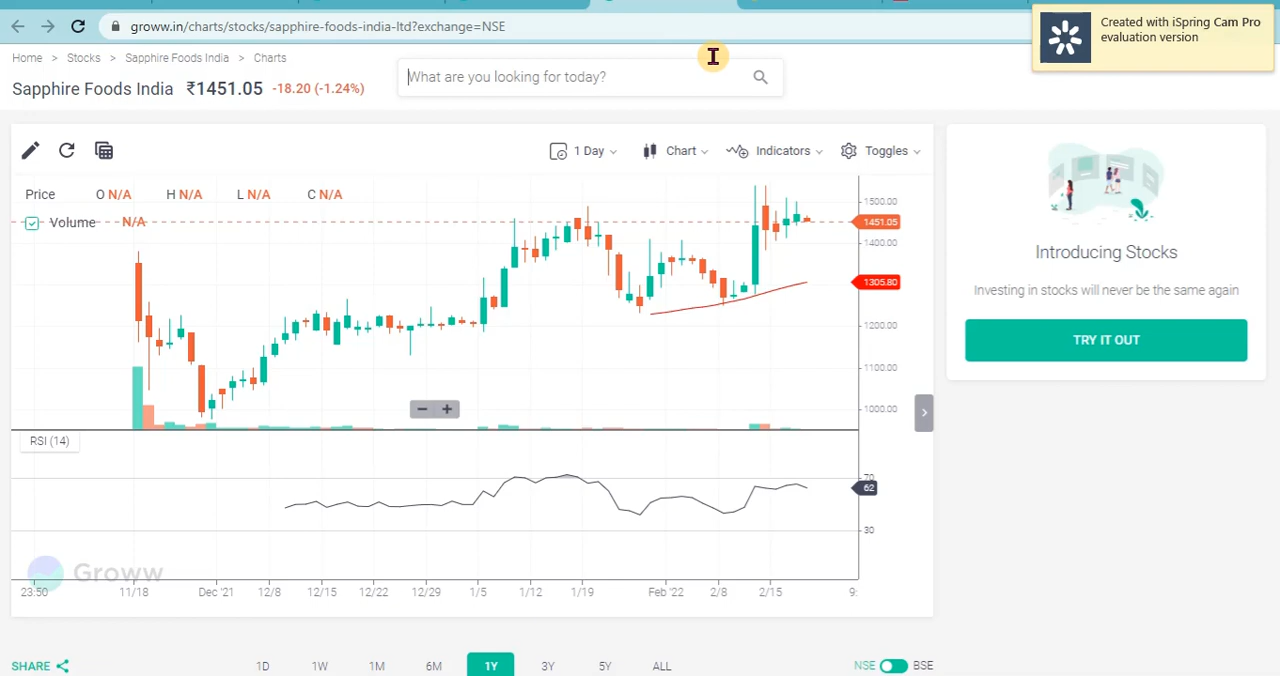 groww.in/charts/stocks/sapphire-foods-india-ltd?exchange=NSE
Created with iSpring Cam Pro
evaluation version
Home > Stocks > Sapphire Foods India > Charts
What are you looking for today?
Sapphire Foods India ₹1451.05 -18.20 (-1.24%)
1 Day Chart Indicators Toggles
Price O N/A H N/A L N/A C N/A
Volume N/A
1500.00
1451.05
1400.00
1305.80
1200.00
1100.00
1000.00
Introducing Stocks
Investing in stocks will never be the same again
TRY IT OUT
RSI (14)
70
62
30
Groww
23:50 11/18 Dec '21 12/8 12/15 12/22 12/29 1/5 1/12 1/19 Feb '22 2/8 2/15 9:
SHARE 1D 1W 1M 6M 1Y 3Y 5Y ALL NSE BSE